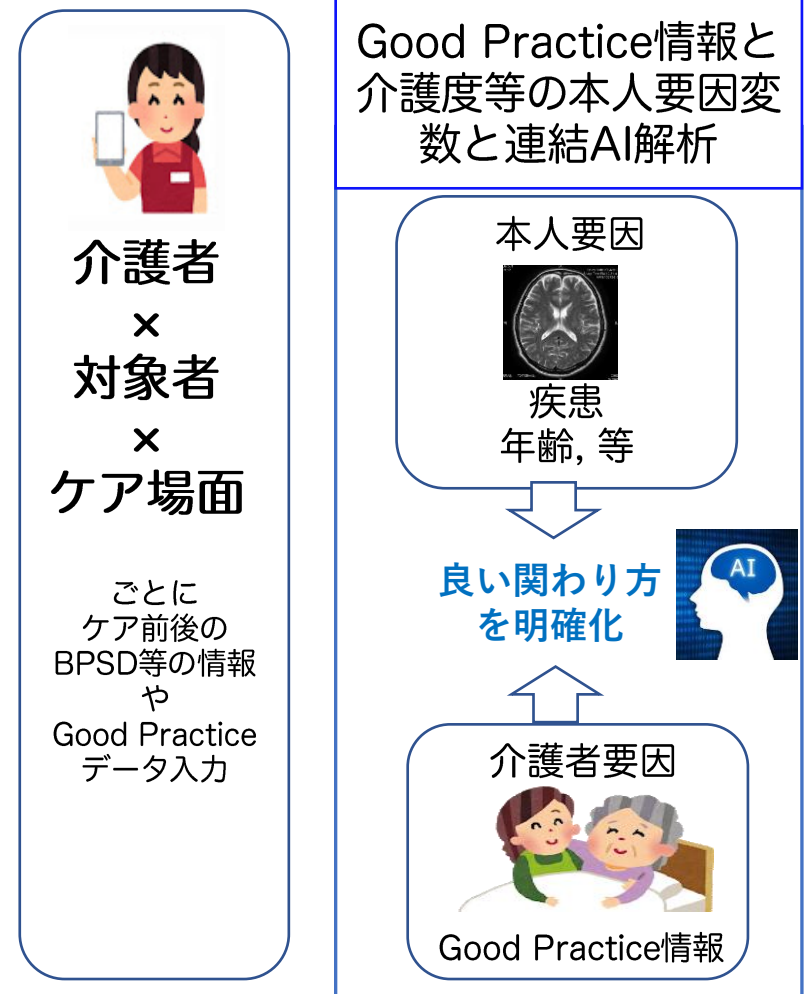 介護者
×
対象者
×
ケア場面
ごとに
ケア前後の
BPSD等の情報
や
Good Practice
データ入力
Good Practice情報と
介護度等の本人要因変
数と連結AI解析
本人要因
疾患
年齢, 等
良い関わり方
を明確化
AI
介護者要因
Good Practice情報